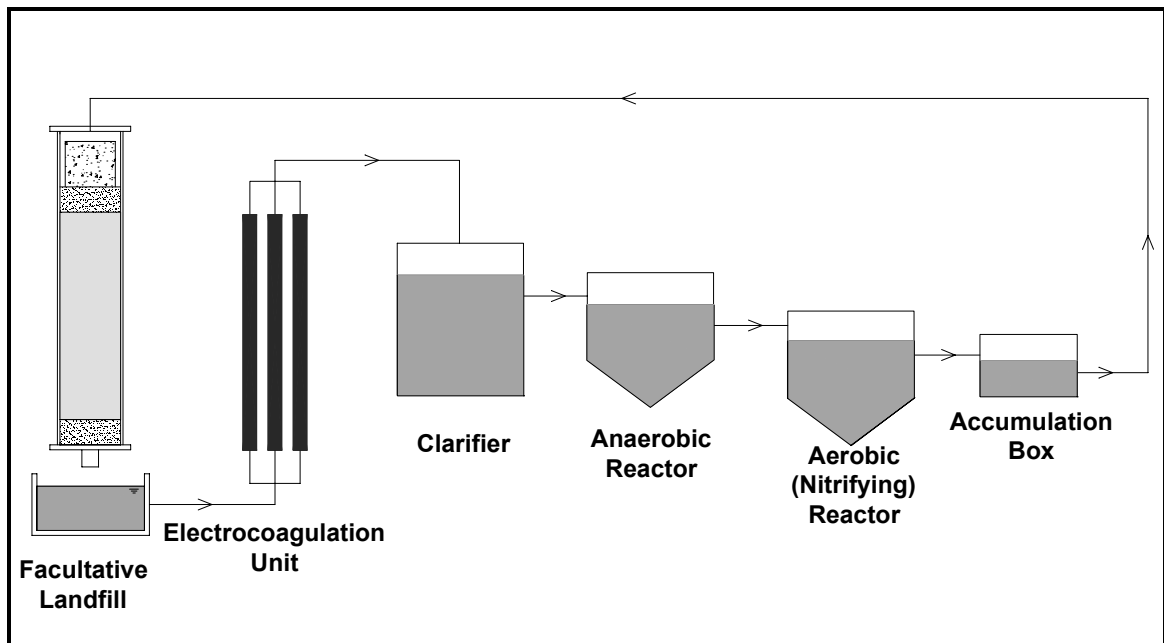 Facultative
Landfill
Electrocoagulation
Unit
Clarifier
Anaerobic
Reactor
Aerobic
(Nitrifying)
Reactor
Accumulation
Box